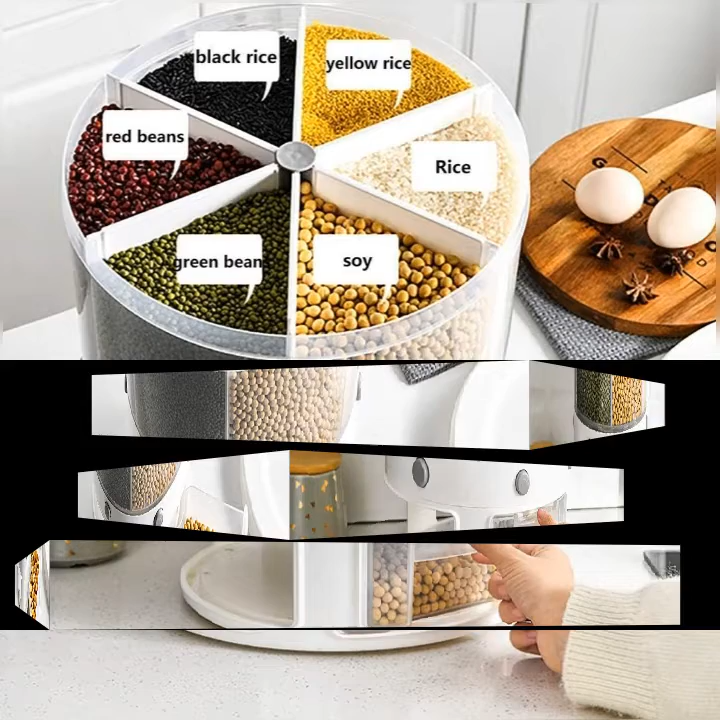 black rice
yellow rice
red beans
Rice
green bean
soy